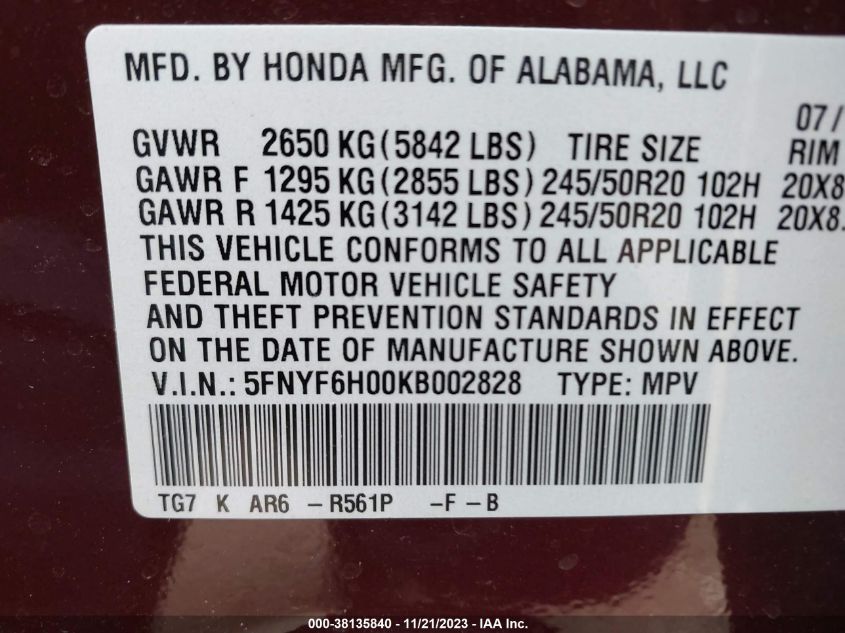 MFD. BY HONDA MFG. OF ALABAMA, LLC
07/
GVWR 2650 KG(5842 LBS) TIRE SIZE RIM
GAWR F 1295 KG(2855 LBS) 245/50R20 102H 20X8
GAWR R 1425 KG(3142 LBS) 245/50R20 102H 20X8.
THIS VEHICLE CONFORMS TO ALL APPLICABLE
FEDERAL MOTOR VEHICLE SAFETY
AND THEFT PREVENTION STANDARDS IN EFFECT
ON THE DATE OF MANUFACTURE SHOWN ABOVE.
V.I.N.: 5FNYF6H00KB002828 TYPE: MPV
TG7 K AR6 –R561P –F –B
000-38135840 - 11/21/2023 - IAA Inc.